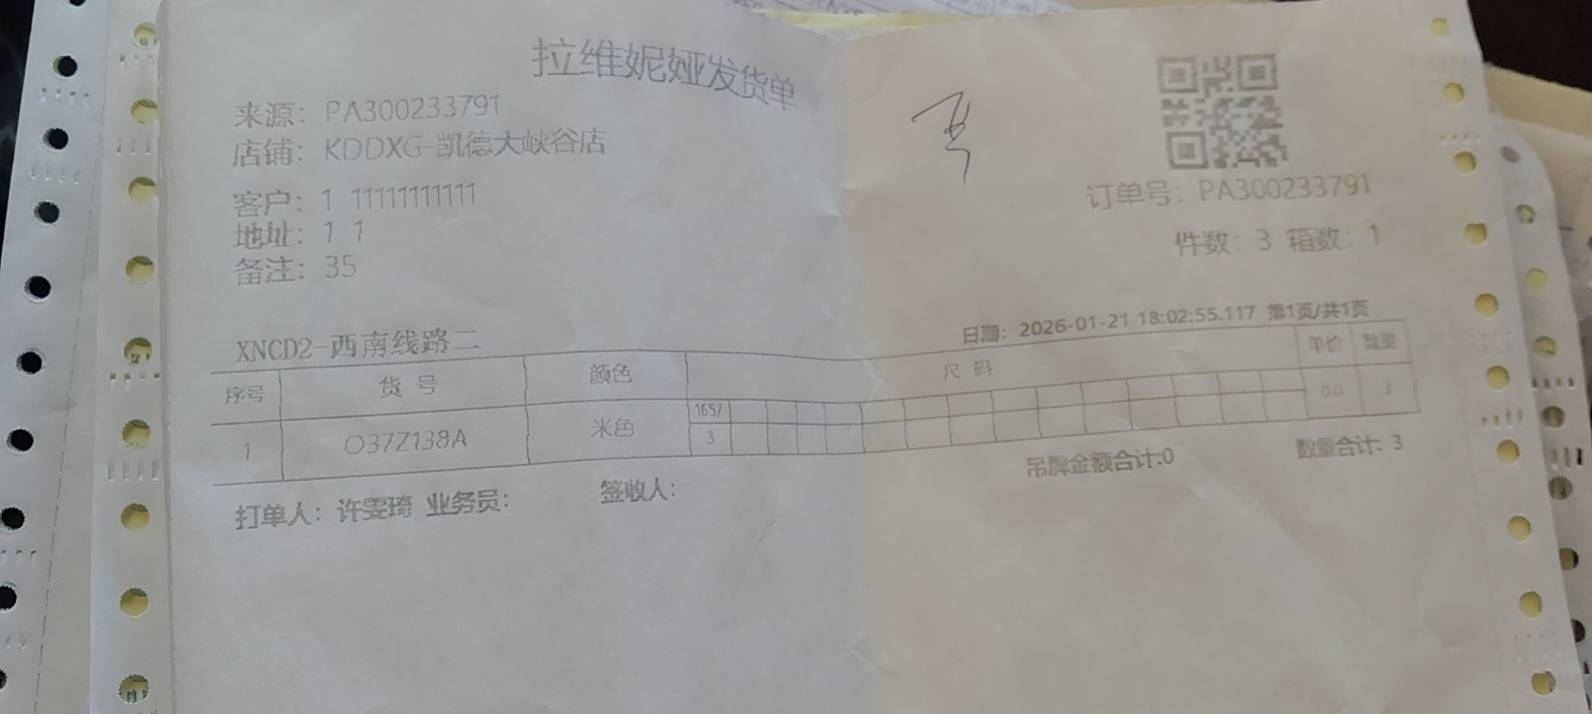 拉维妮娅发货单
来源：PA300233791
店铺：KDDXG-凯德大峡谷店
客户：1 11111111111
地址：1 1
备注：35
订单号：PA300233791
件数：3 箱数：1
XNCD2-西南线路二
日期：2026-01-21 18:02:55.117 第1页/共1页
序号 货 号 颜色 尺 码 单价 数量
1 O37Z138A 米色 165/ 0.0 3
3
吊牌金额合计:0 数量合计: 3
打单人：许雯琦 业务员： 签收人：